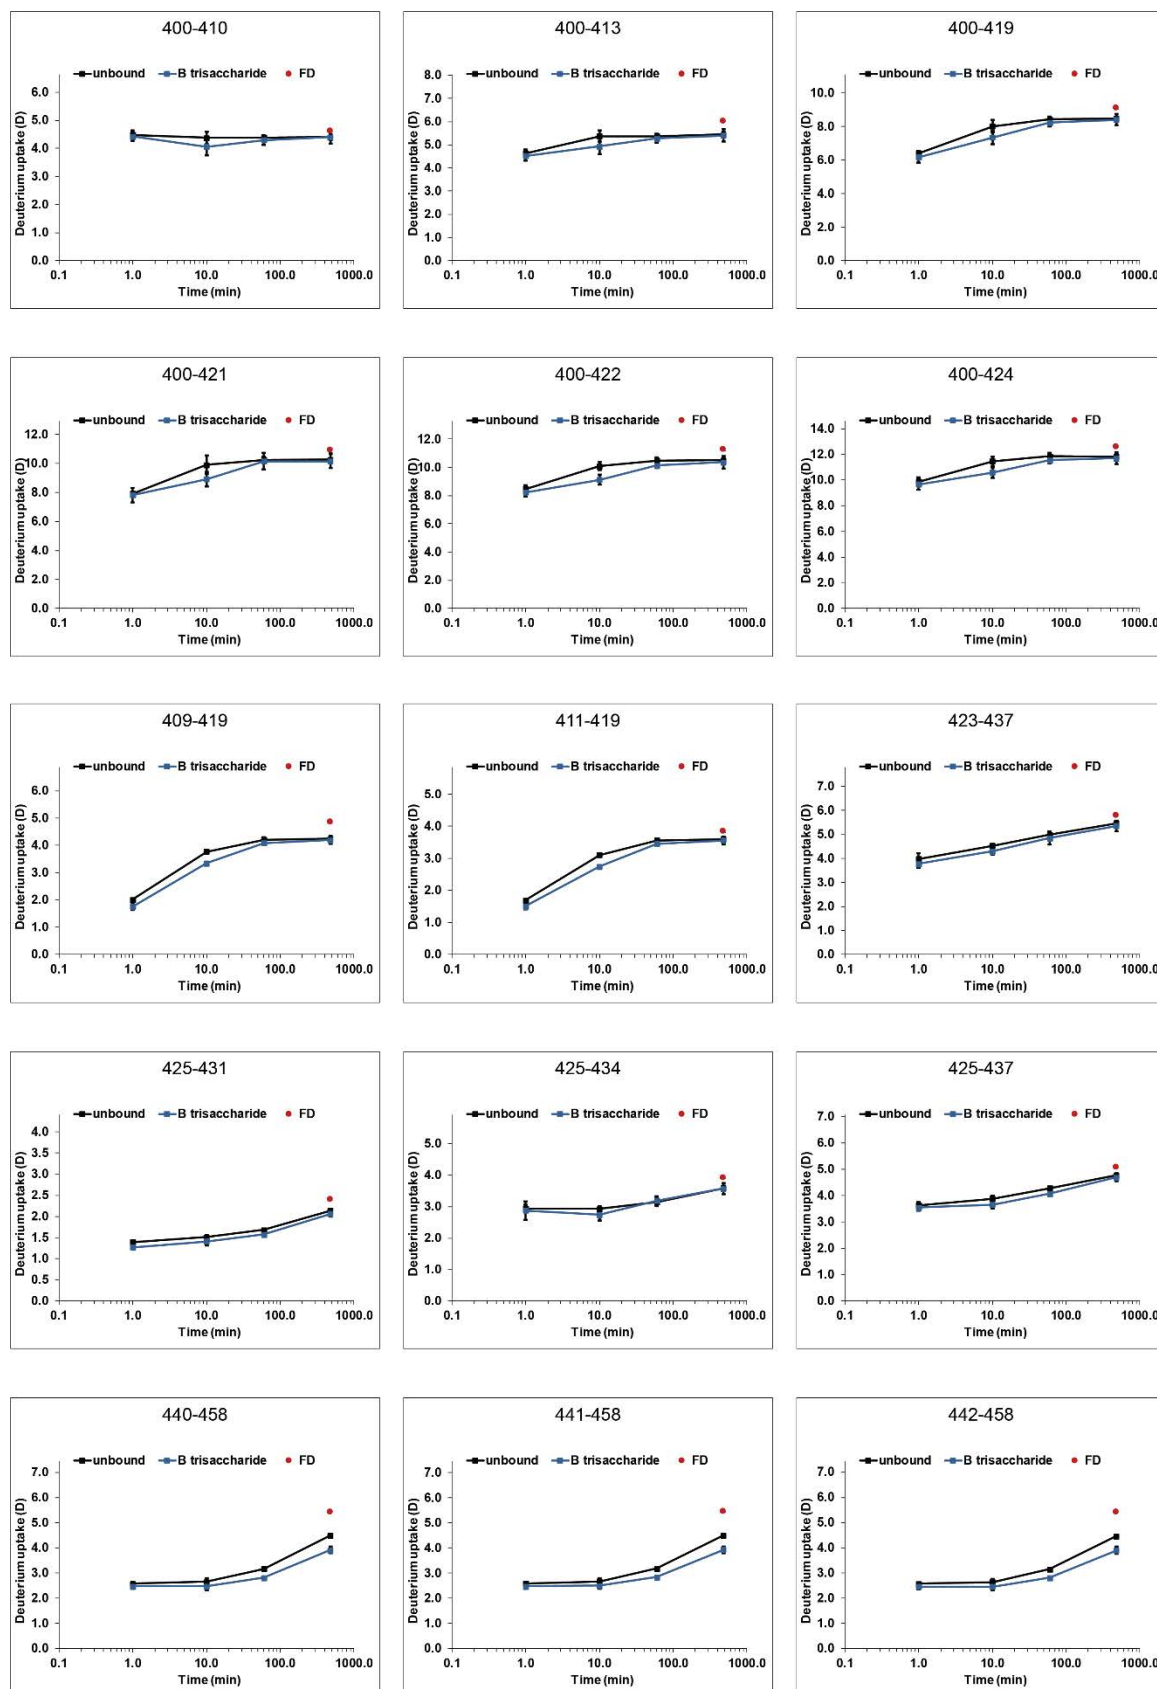 400-410
unbound B trisaccharide FD
Deuterium uptake (D)
6.0
5.0
4.0
3.0
2.0
1.0
0.0
0.1 1.0 10.0 100.0 1000.0
Time (min)
400-413
unbound B trisaccharide FD
Deuterium uptake (D)
8.0
7.0
6.0
5.0
4.0
3.0
2.0
1.0
0.0
0.1 1.0 10.0 100.0 1000.0
Time (min)
400-419
unbound B trisaccharide FD
Deuterium uptake (D)
10.0
8.0
6.0
4.0
2.0
0.0
0.1 1.0 10.0 100.0 1000.0
Time (min)
400-421
unbound B trisaccharide FD
Deuterium uptake (D)
12.0
10.0
8.0
6.0
4.0
2.0
0.0
0.1 1.0 10.0 100.0 1000.0
Time (min)
400-422
unbound B trisaccharide FD
Deuterium uptake (D)
12.0
10.0
8.0
6.0
4.0
2.0
0.0
0.1 1.0 10.0 100.0 1000.0
Time (min)
400-424
unbound B trisaccharide FD
Deuterium uptake (D)
14.0
12.0
10.0
8.0
6.0
4.0
2.0
0.0
0.1 1.0 10.0 100.0 1000.0
Time (min)
409-419
unbound B trisaccharide FD
Deuterium uptake (D)
6.0
5.0
4.0
3.0
2.0
1.0
0.0
0.1 1.0 10.0 100.0 1000.0
Time (min)
411-419
unbound B trisaccharide FD
Deuterium uptake (D)
5.0
4.0
3.0
2.0
1.0
0.0
0.1 1.0 10.0 100.0 1000.0
Time (min)
423-437
unbound B trisaccharide FD
Deuterium uptake (D)
7.0
6.0
5.0
4.0
3.0
2.0
1.0
0.0
0.1 1.0 10.0 100.0 1000.0
Time (min)
425-431
unbound B trisaccharide FD
Deuterium uptake (D)
4.0
3.5
3.0
2.5
2.0
1.5
1.0
0.5
0.0
0.1 1.0 10.0 100.0 1000.0
Time (min)
425-434
unbound B trisaccharide FD
Deuterium uptake (D)
5.0
4.0
3.0
2.0
1.0
0.0
0.1 1.0 10.0 100.0 1000.0
Time (min)
425-437
unbound B trisaccharide FD
Deuterium uptake (D)
7.0
6.0
5.0
4.0
3.0
2.0
1.0
0.0
0.1 1.0 10.0 100.0 1000.0
Time (min)
440-458
unbound B trisaccharide FD
Deuterium uptake (D)
7.0
6.0
5.0
4.0
3.0
2.0
1.0
0.0
0.1 1.0 10.0 100.0 1000.0
Time (min)
441-458
unbound B trisaccharide FD
Deuterium uptake (D)
7.0
6.0
5.0
4.0
3.0
2.0
1.0
0.0
0.1 1.0 10.0 100.0 1000.0
Time (min)
442-458
unbound B trisaccharide FD
Deuterium uptake (D)
7.0
6.0
5.0
4.0
3.0
2.0
1.0
0.0
0.1 1.0 10.0 100.0 1000.0
Time (min)